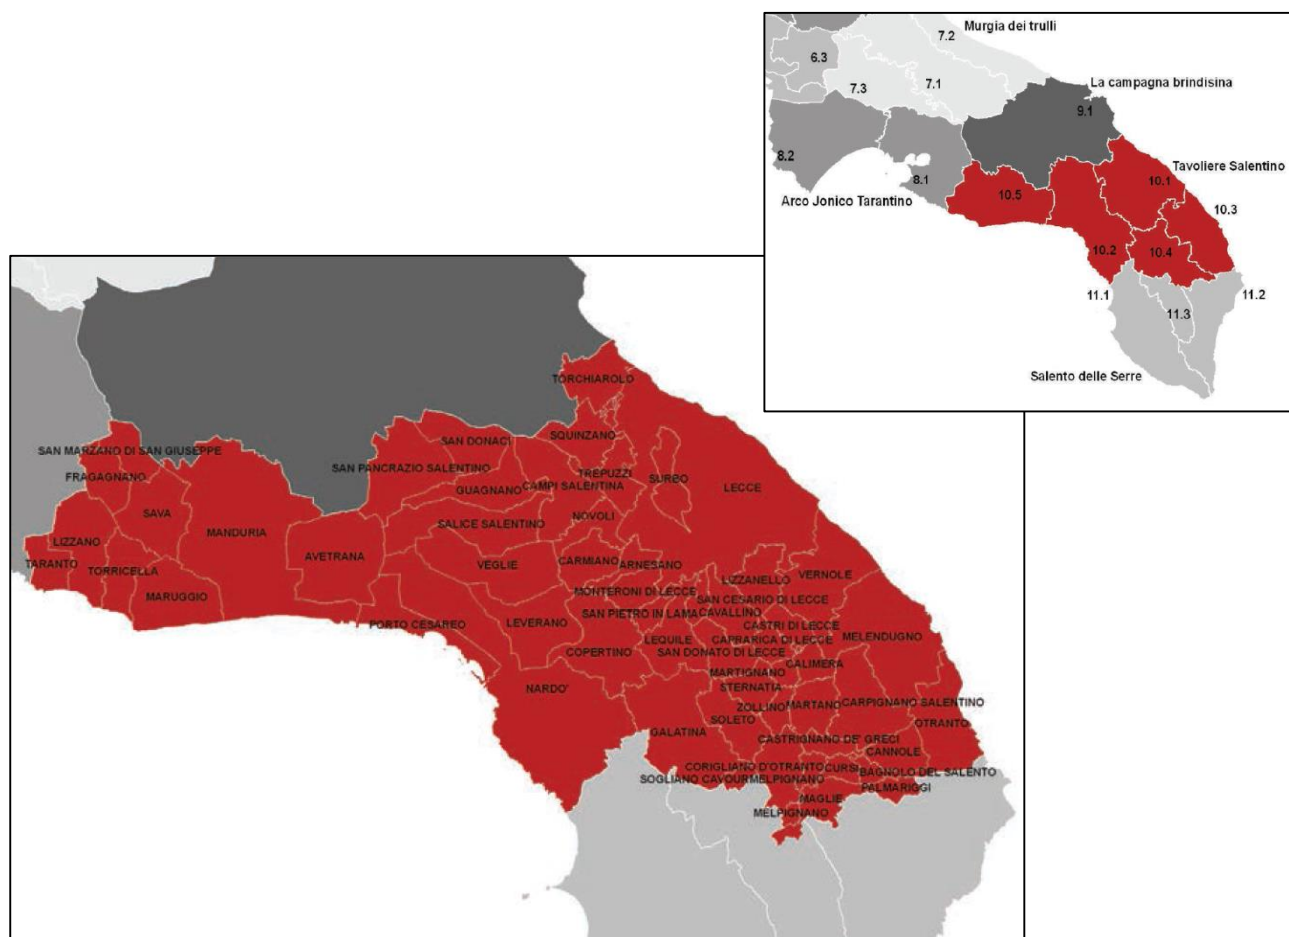 Murgia dei trulli
7.2
6.3
7.1
7.3
La campagna brindisina
9.1
8.2
8.1
Tavoliere Salentino
10.1
10.5
Arco Jonico Tarantino
10.3
10.2
10.4
11.1
11.2
11.3
Salento delle Serre
TORCHIAROLO
SAN DONACI
SQUINZANO
SAN MARZANO DI SAN GIUSEPPE
SAN PANCRAZIO SALENTINO
TREPUZZI
FRAGAGNANO
SURBO
GUAGNANO
CAMPI SALENTINA
LECCE
SAVA
NOVOLI
SALICE SALENTINO
MANDURIA
LIZZANO
AVETRANA
TARANTO
VEGLIE
CARMIANO
ARNESANO
TORRICELLA
LIZZANELLO
VERNOLE
MARUGGIO
MONTERONI DI LECCE
SAN CESARIO DI LECCE
SAN PIETRO IN LAMA
CAVALLINO
PORTO CESAREO
LEVERANO
CASTRI DI LECCE
LEQUILE
CAPRARICA DI LECCE
MELENDUGNO
COPERTINO
SAN DONATO DI LECCE
CALIMERA
MARTIGNANO
NARDO'
STERNATIA
ZOLLINO
MARTANO
CARPIGNANO SALENTINO
SOLETO
OTRANTO
GALATINA
CASTRIGNANO DE' GRECI
CANNOLE
CORIGLIANO D'OTRANTO
CURSI
BAGNOLO DEL SALENTO
SOGLIANO CAVOUR
MELPIGNANO
PALMARIGGI
MAGLIE
MELPIGNANO